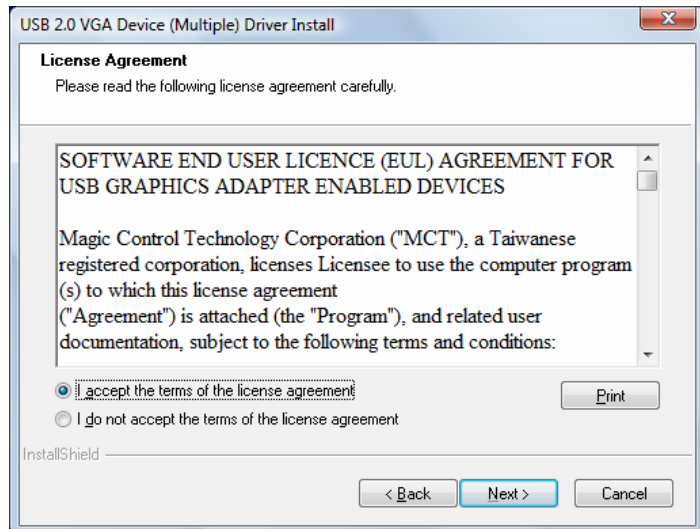 USB 2.0 VGA Device (Multiple) Driver Install
License Agreement
Please read the following license agreement carefully.
SOFTWARE END USER LICENCE (EUL) AGREEMENT FOR
USB GRAPHICS ADAPTER ENABLED DEVICES
Magic Control Technology Corporation ("MCT"), a Taiwanese
registered corporation, licenses Licensee to use the computer program
(s) to which this license agreement
("Agreement") is attached (the "Program"), and related user
documentation, subject to the following terms and conditions:
I accept the terms of the license agreement
Print
I do not accept the terms of the license agreement
InstallShield
< Back
Next >
Cancel